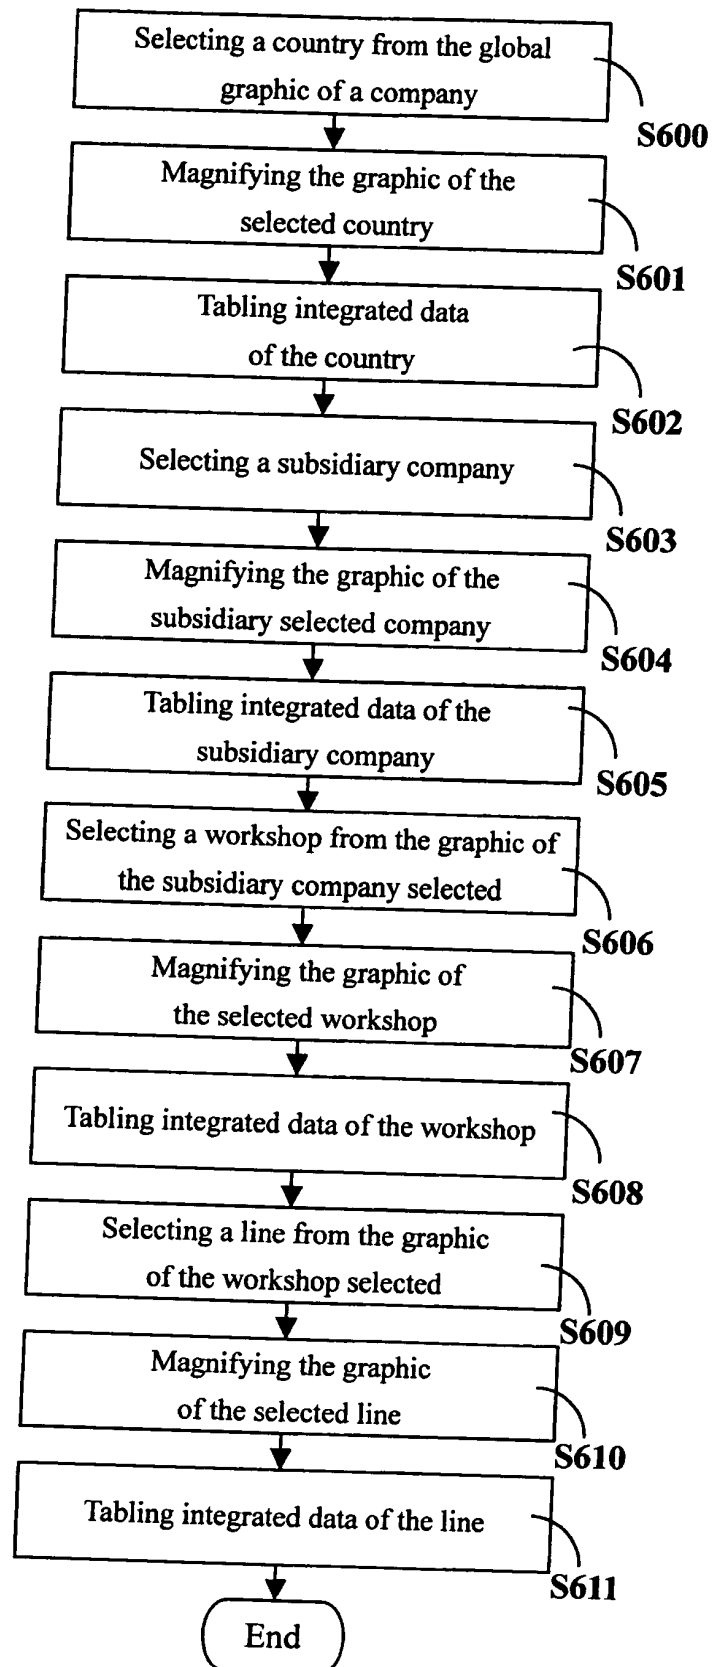 Selecting a country from the global
graphic of a company
S600
Magnifying the graphic of the
selected country
S601
Tabling integrated data
of the country
S602
Selecting a subsidiary company
S603
Magnifying the graphic of the
subsidiary selected company
S604
Tabling integrated data of the
subsidiary company
S605
Selecting a workshop from the graphic of
the subsidiary company selected
S606
Magnifying the graphic of
the selected workshop
S607
Tabling integrated data of the workshop
S608
Selecting a line from the graphic
of the workshop selected
S609
Magnifying the graphic
of the selected line
S610
Tabling integrated data of the line
S611
End